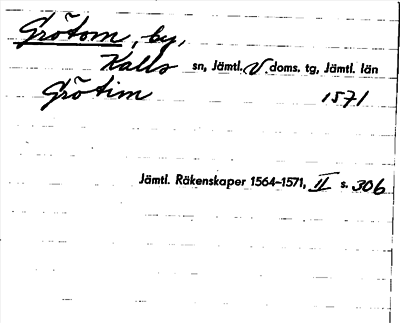 Grötom, by,
Kalls sn, Jämtl. V. doms. tg, Jämtl. län
Grötim 1571
Jämtl. Räkenskaper 1564–1571, II s. 306